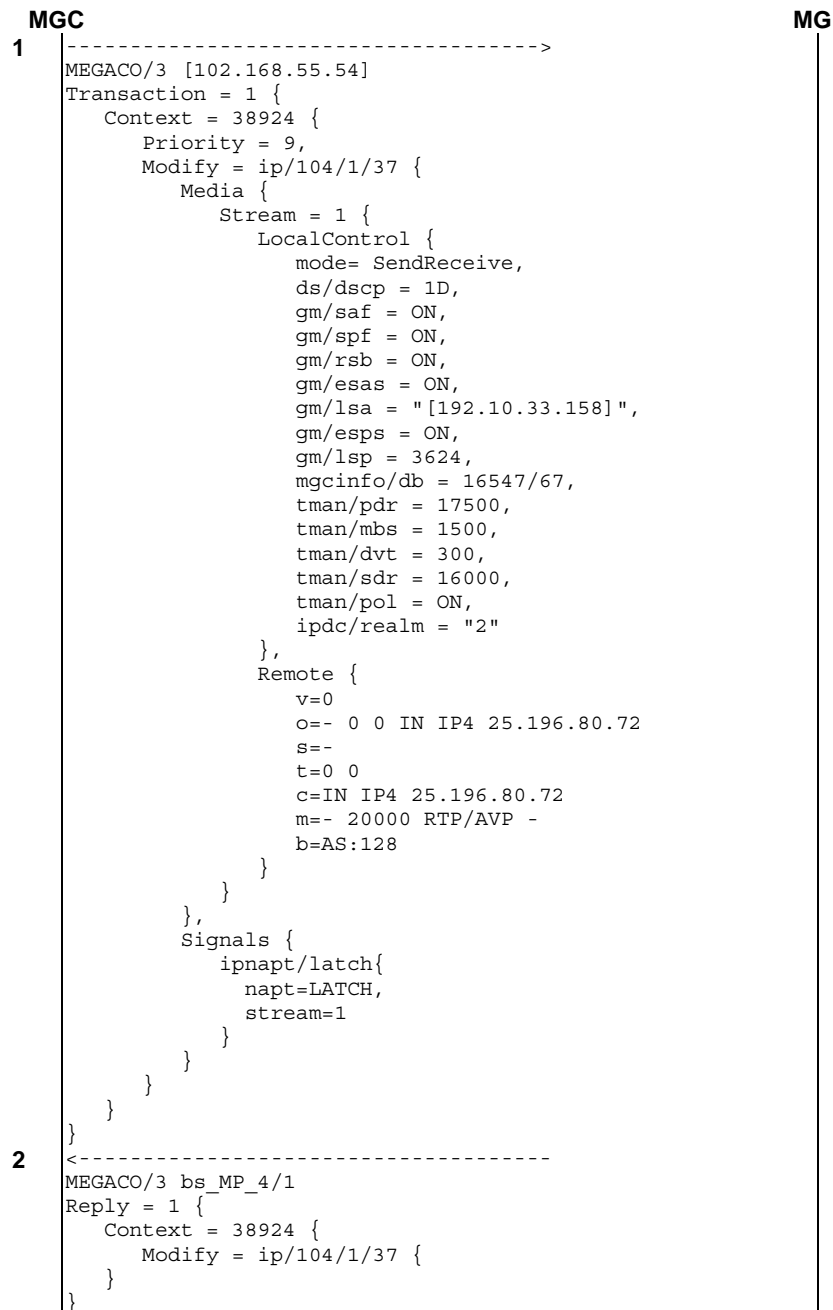 MGC MG
1 ------------------------------------->
MEGACO/3 [102.168.55.54]
Transaction = 1 {
Context = 38924 {
Priority = 9,
Modify = ip/104/1/37 {
Media {
Stream = 1 {
LocalControl {
mode= SendReceive,
ds/dscp = 1D,
gm/saf = ON,
gm/spf = ON,
gm/rsb = ON,
gm/esas = ON,
gm/lsa = "[192.10.33.158]",
gm/esps = ON,
gm/lsp = 3624,
mgcinfo/db = 16547/67,
tman/pdr = 17500,
tman/mbs = 1500,
tman/dvt = 300,
tman/sdr = 16000,
tman/pol = ON,
ipdc/realm = "2"
},
Remote {
v=0
o=- 0 0 IN IP4 25.196.80.72
s=-
t=0 0
c=IN IP4 25.196.80.72
m=- 20000 RTP/AVP -
b=AS:128
}
}
},
Signals {
ipnapt/latch{
napt=LATCH,
stream=1
}
}
}
}
}
2 <-------------------------------------
MEGACO/3 bs_MP_4/1
Reply = 1 {
Context = 38924 {
Modify = ip/104/1/37 {
}
}